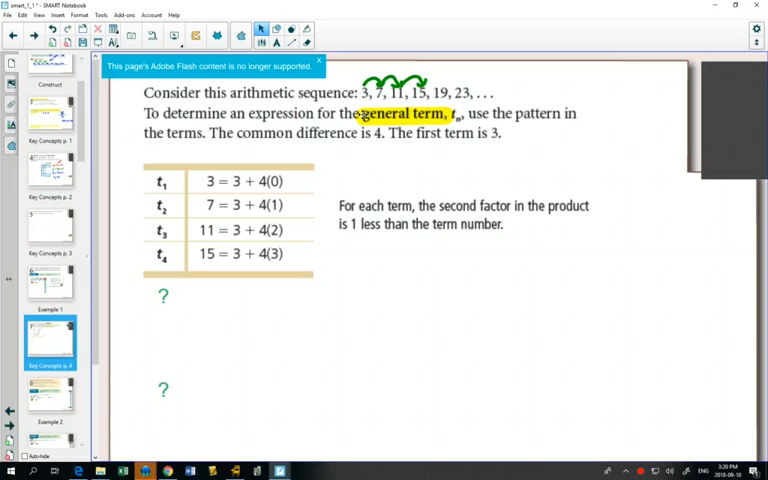 smart_1_1 * - SMART Notebook
File Edit View Insert Format Tools Add-ons Account Help
This page's Adobe Flash content is no longer supported. X
Construct
Key Concepts p. 1
Key Concepts p. 2
Key Concepts p. 3
Example 1
Key Concepts p. 4
Example 2
Auto-hide
Consider this arithmetic sequence: 3, 7, 11, 15, 19, 23, . . .
To determine an expression for the general term, tn, use the pattern in
the terms. The common difference is 4. The first term is 3.
t1 3 = 3 + 4(0)
t2 7 = 3 + 4(1)
t3 11 = 3 + 4(2)
t4 15 = 3 + 4(3)
For each term, the second factor in the product
is 1 less than the term number.
?
?
ENG
3:20 PM
2018-09-10